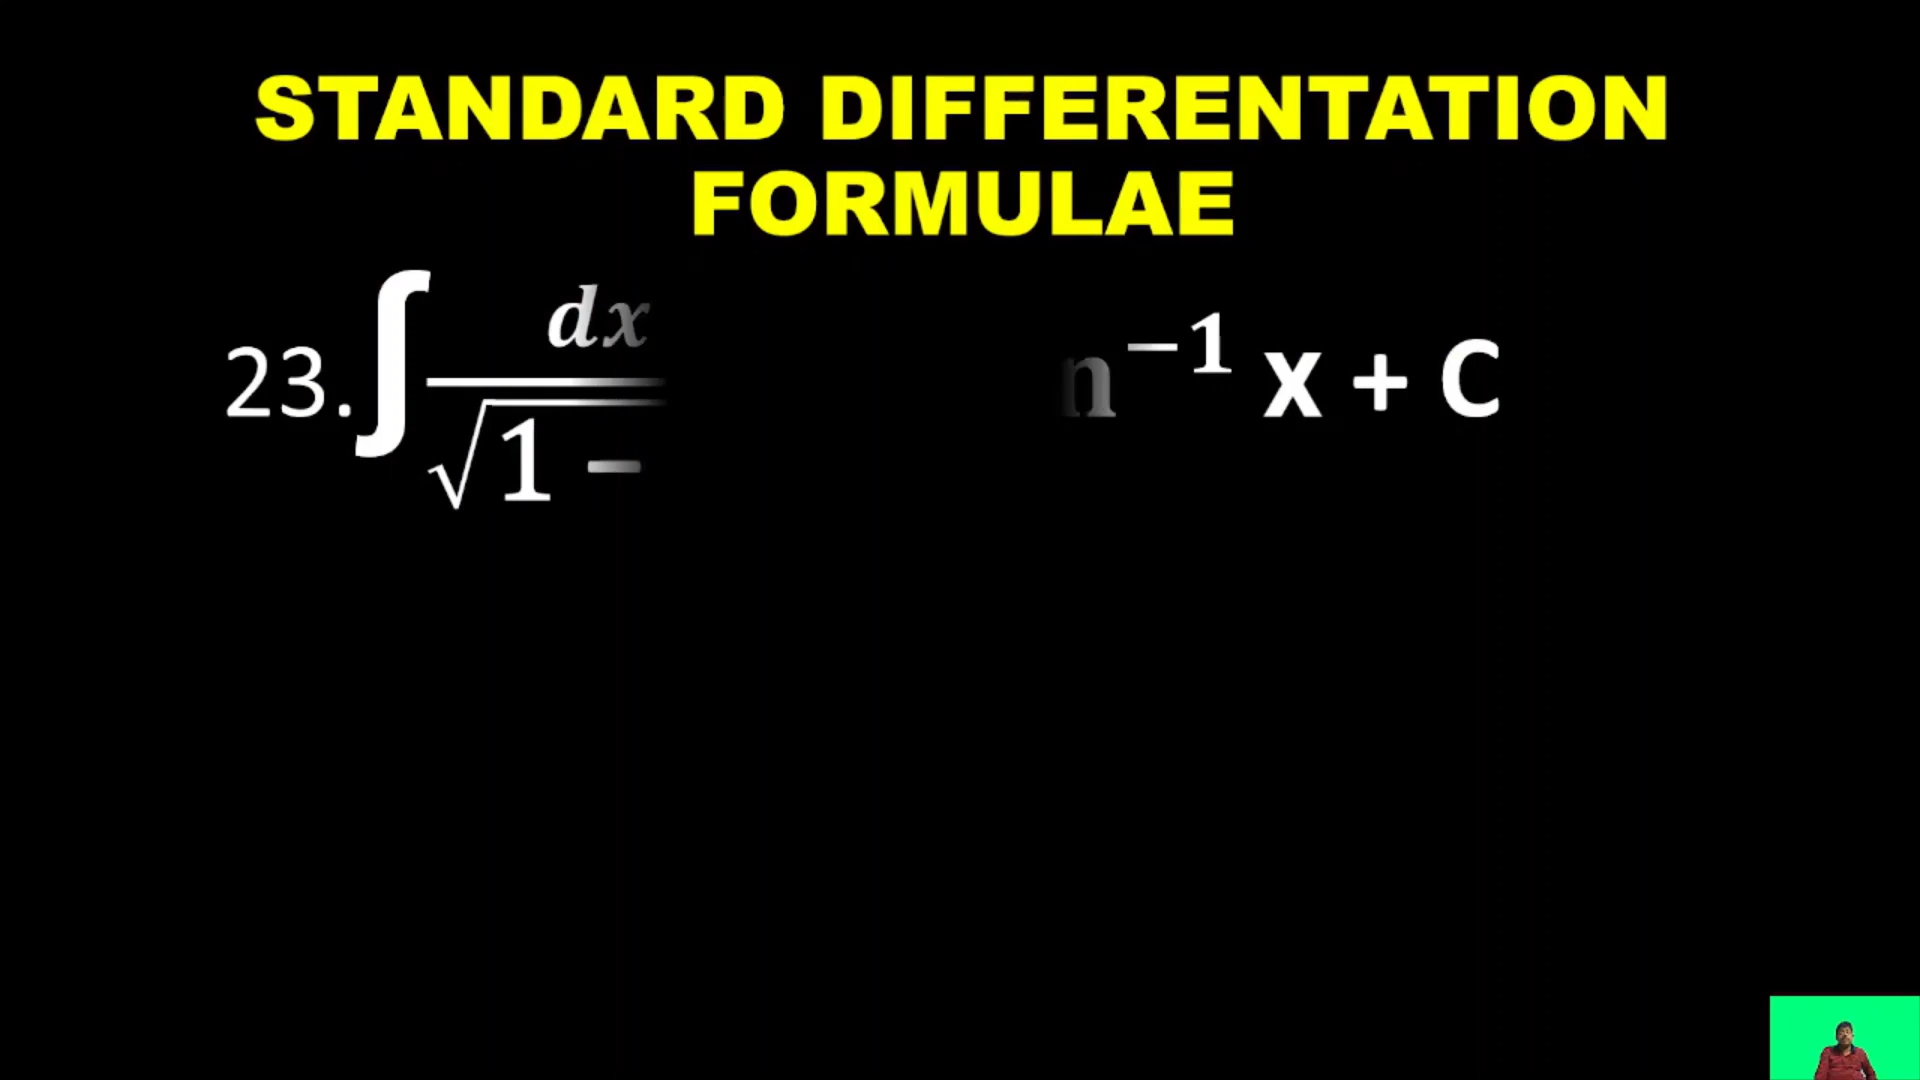 STANDARD DIFFERENTATION
FORMULAE
23. ∫ dx / √1 − n⁻¹ x + C